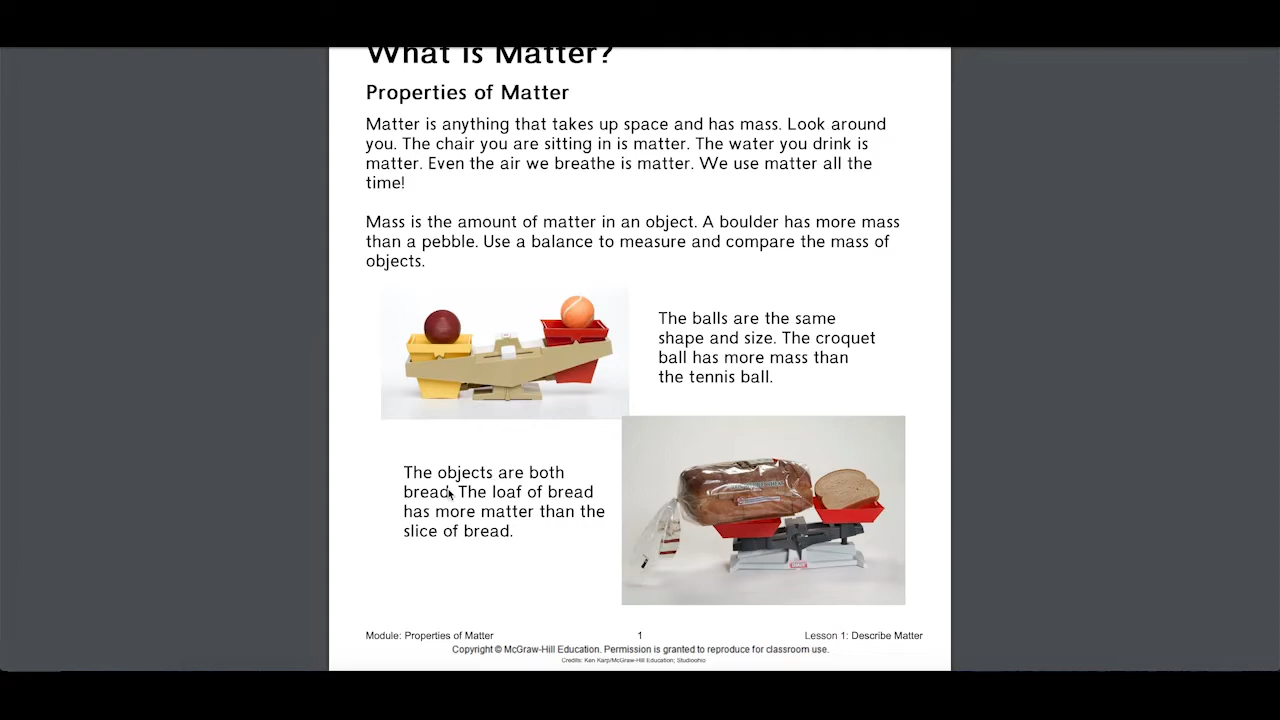 What is Matter?
Properties of Matter
Matter is anything that takes up space and has mass. Look around
you. The chair you are sitting in is matter. The water you drink is
matter. Even the air we breathe is matter. We use matter all the
time!
Mass is the amount of matter in an object. A boulder has more mass
than a pebble. Use a balance to measure and compare the mass of
objects.
The balls are the same
shape and size. The croquet
ball has more mass than
the tennis ball.
The objects are both
bread. The loaf of bread
has more matter than the
slice of bread.
Module: Properties of Matter
1
Lesson 1: Describe Matter
Copyright © McGraw-Hill Education. Permission is granted to reproduce for classroom use.
Credits: Ken Karp/McGraw-Hill Education; Studioohio